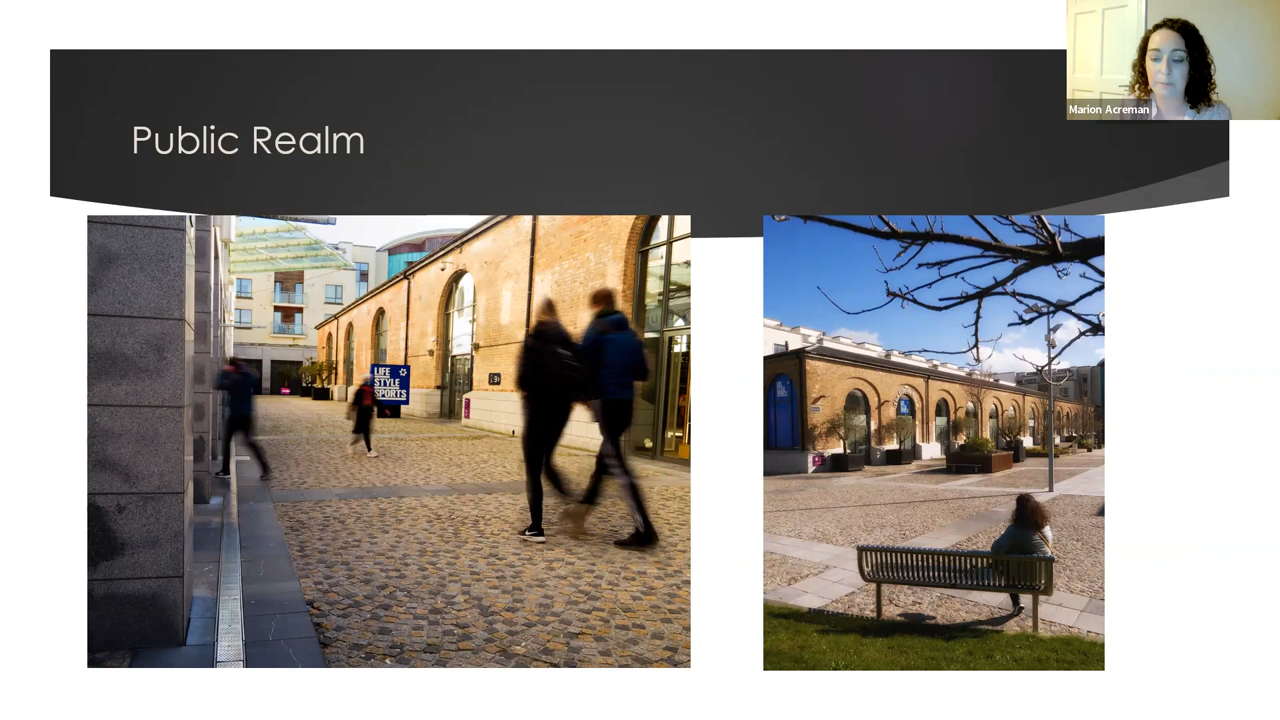 Marion Acreman
Public Realm
LIFE
STYLE
SPORTS